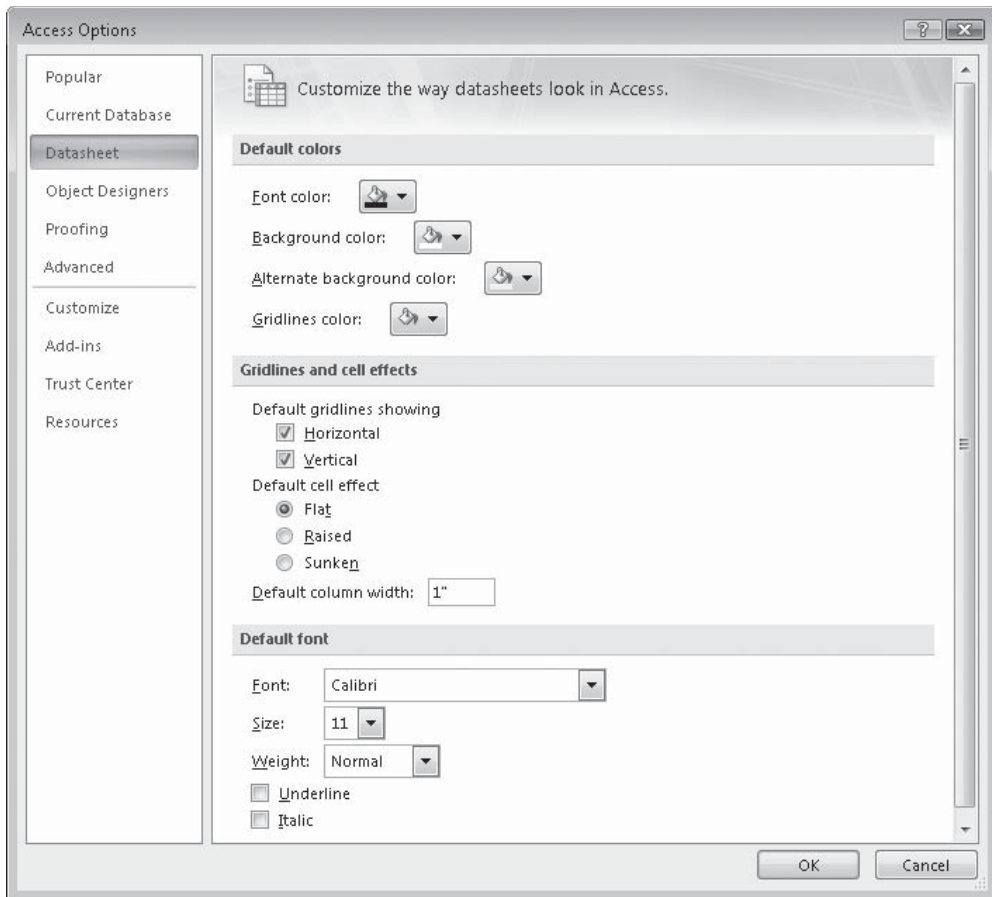 Access Options
Popular
Current Database
Datasheet
Object Designers
Proofing
Advanced
Customize
Add-ins
Trust Center
Resources
Customize the way datasheets look in Access.
Default colors
Font color:
Background color:
Alternate background color:
Gridlines color:
Gridlines and cell effects
Default gridlines showing
Horizontal
Vertical
Default cell effect
Flat
Raised
Sunken
Default column width: 1"
Default font
Font: Calibri
Size: 11
Weight: Normal
Underline
Italic
OK Cancel